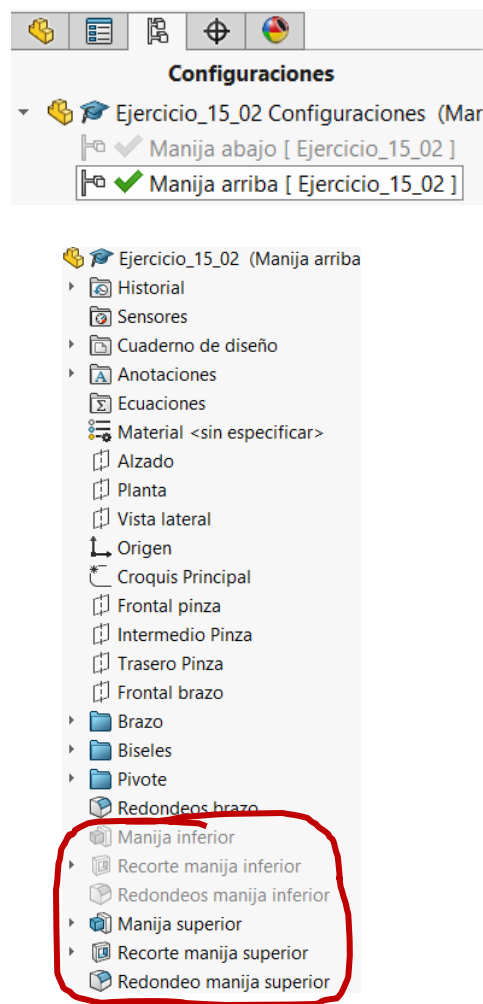 Configuraciones
Ejercicio_15_02 Configuraciones (Mar
Manija abajo [ Ejercicio_15_02 ]
Manija arriba [ Ejercicio_15_02 ]
Ejercicio_15_02 (Manija arriba
Historial
Sensores
Cuaderno de diseño
Anotaciones
Ecuaciones
Material <sin especificar>
Alzado
Planta
Vista lateral
Origen
Croquis Principal
Frontal pinza
Intermedio Pinza
Trasero Pinza
Frontal brazo
Brazo
Biseles
Pivote
Redondeos brazo
Manija inferior
Recorte manija inferior
Redondeos manija inferior
Manija superior
Recorte manija superior
Redondeo manija superior